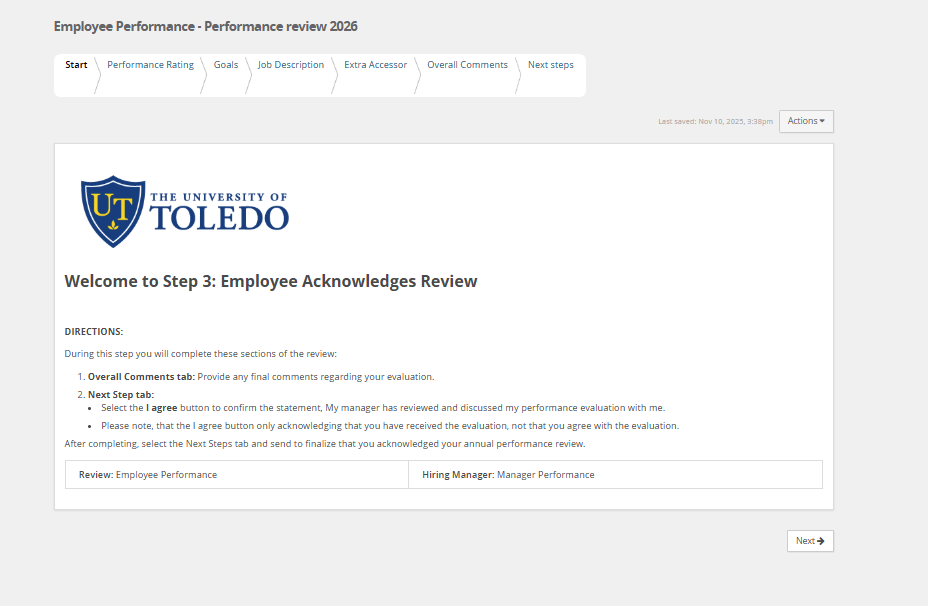 Employee Performance - Performance review 2026
Start
Performance Rating
Goals
Job Description
Extra Accessor
Overall Comments
Next steps
Last saved: Nov 10, 2025, 3:38pm
Actions
UT
THE UNIVERSITY OF
TOLEDO
Welcome to Step 3: Employee Acknowledges Review
DIRECTIONS:
During this step you will complete these sections of the review:
1. Overall Comments tab: Provide any final comments regarding your evaluation.
2. Next Step tab:
• Select the I agree button to confirm the statement, My manager has reviewed and discussed my performance evaluation with me.
• Please note, that the I agree button only acknowledging that you have received the evaluation, not that you agree with the evaluation.
After completing, select the Next Steps tab and send to finalize that you acknowledged your annual performance review.
Review: Employee Performance
Hiring Manager: Manager Performance
Next →